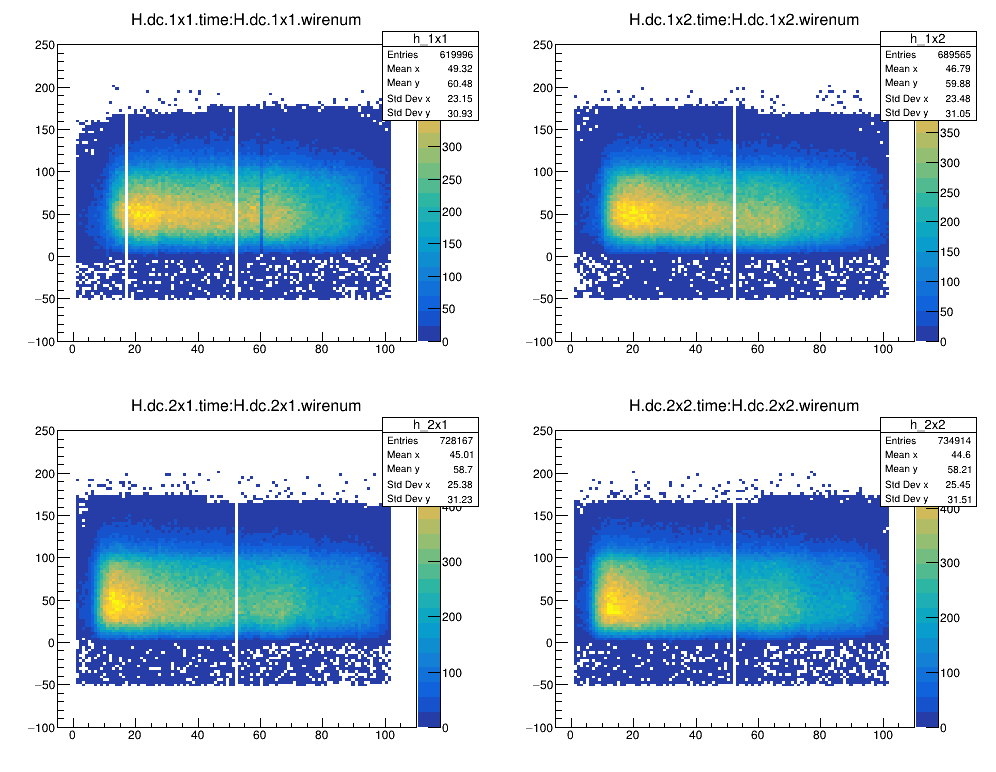 H.dc.1x1.time:H.dc.1x1.wirenum
h_1x1
Entries 619996
Mean x 49.32
Mean y 60.48
Std Dev x 23.15
Std Dev y 30.93
250
200
150
100
50
0
−50
−100
0 20 40 60 80 100
300
250
200
150
100
50
0
H.dc.1x2.time:H.dc.1x2.wirenum
h_1x2
Entries 689565
Mean x 46.79
Mean y 59.88
Std Dev x 23.48
Std Dev y 31.05
250
200
150
100
50
0
−50
−100
0 20 40 60 80 100
350
300
250
200
150
100
50
0
H.dc.2x1.time:H.dc.2x1.wirenum
h_2x1
Entries 728167
Mean x 45.01
Mean y 58.7
Std Dev x 25.38
Std Dev y 31.23
250
200
150
100
50
0
−50
−100
0 20 40 60 80 100
400
300
200
100
0
H.dc.2x2.time:H.dc.2x2.wirenum
h_2x2
Entries 734914
Mean x 44.6
Mean y 58.21
Std Dev x 25.45
Std Dev y 31.51
250
200
150
100
50
0
−50
−100
0 20 40 60 80 100
400
300
200
100
0